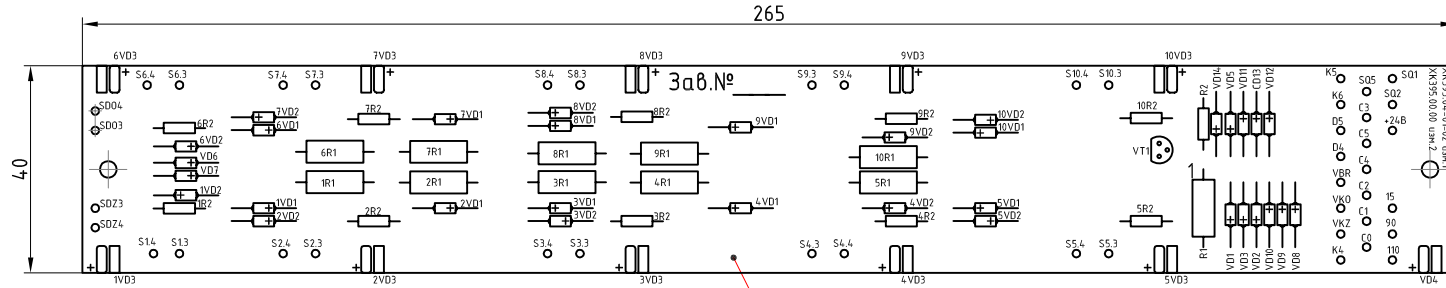 265
6VD3
7VD3
8VD3
9VD3
10VD3
S6.4 S6.3
S7.4 S7.3
S8.4 S8.3
Зав.№
S9.3 S9.4
S10.4 S10.3
K5
SQ5
SQ1
SD04
SD03
6R2
7VD2
6VD1
7R2
7VD1
8VD2
8VD1
8R2
9VD1
9R2
9VD2
10VD2
10VD1
10R2
R2
VD14
VD5
VD11
CD13
VD12
K6
C3
SQ2
D5
+24В
40
6VD2
VD6
VD7
6R1
7R1
8R1
9R1
10R1
VT1
C5
D4
C4
1VD2
1R2
1R1
2R1
3R1
4R1
5R1
1
VBR
C2
SDZ3
SDZ4
1VD1
2VD2
2R2
2VD1
3VD1
3VD2
3R2
4VD1
4VD2
4R2
5VD1
5VD2
5R2
VKO
C1
15
VKZ
90
S1.4 S1.3
S2.4 S2.3
S3.4 S3.3
S4.3 S4.4
S5.4 S5.3
R1
VD1
VD3
VD2
VD10
VD9
VD8
C0
K4
110
1VD3
2VD3
3VD3
4VD3
5VD3
VD4